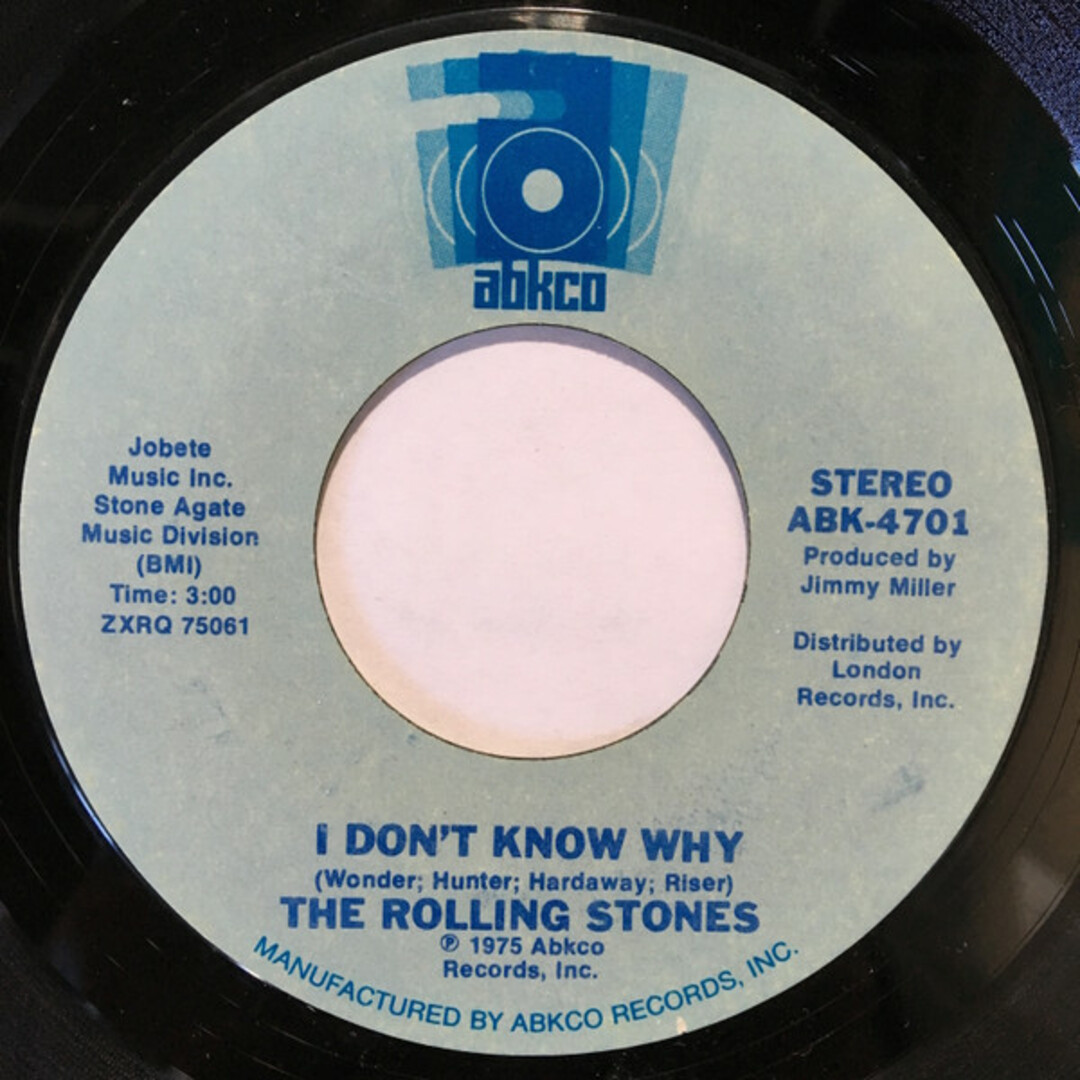 abkco
Jobete
Music Inc.
Stone Agate
Music Division
(BMI)
Time: 3:00
ZXRQ 75061
STEREO
ABK-4701
Produced by
Jimmy Miller
Distributed by
London
Records, Inc.
I DON'T KNOW WHY
(Wonder; Hunter; Hardaway; Riser)
THE ROLLING STONES
℗ 1975 Abkco
Records, Inc.
MANUFACTURED BY ABKCO RECORDS, INC.